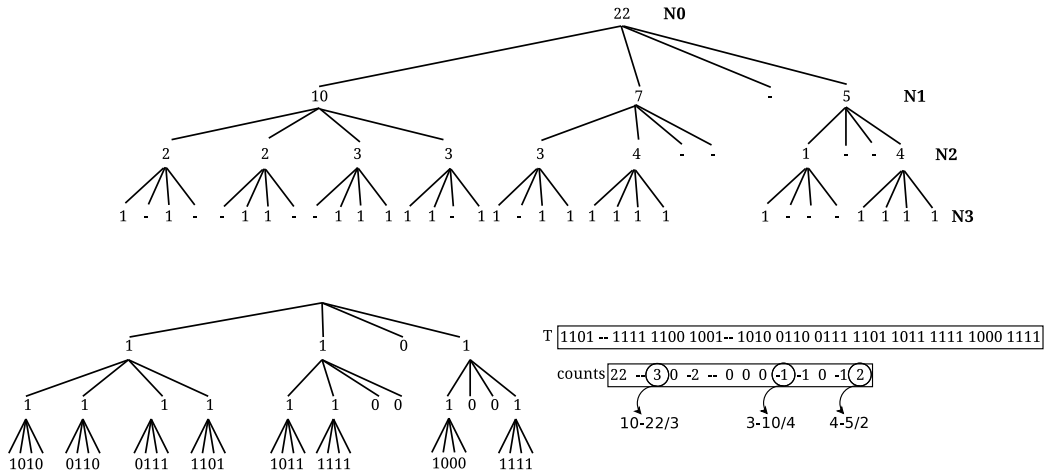 22 N0
10 7 - 5 N1
2 2 3 3 3 4 - - 1 - - 4 N2
1 - 1 - - 1 1 - - 1 1 1 1 1 - 1 1 - 1 1 1 1 1 1 1 - - - 1 1 1 1 N3
1 1 0 1
1 1 1 1 1 1 0 0 1 0 0 1
1010 0110 0111 1101 1011 1111 1000 1111
T 1101 -- 1111 1100 1001-- 1010 0110 0111 1101 1011 1111 1000 1111
counts 22 -- 3 0 -2 -- 0 0 0 -1 -1 0 -1 2
10-22/3 3-10/4 4-5/2